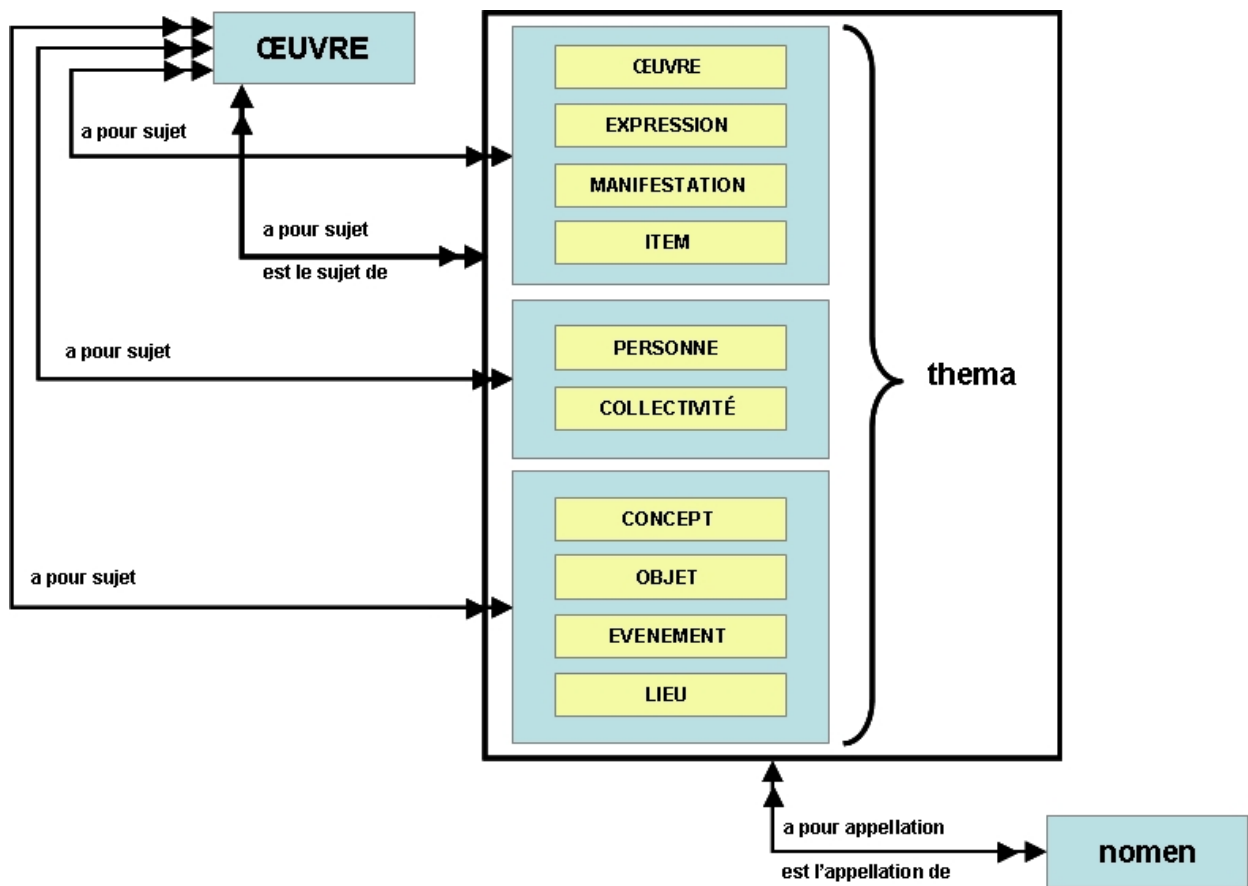 ŒUVRE
ŒUVRE
EXPRESSION
a pour sujet
MANIFESTATION
a pour sujet
ITEM
est le sujet de
PERSONNE
a pour sujet
thema
COLLECTIVITÉ
CONCEPT
a pour sujet
OBJET
EVENEMENT
LIEU
a pour appellation
est l'appellation de
nomen